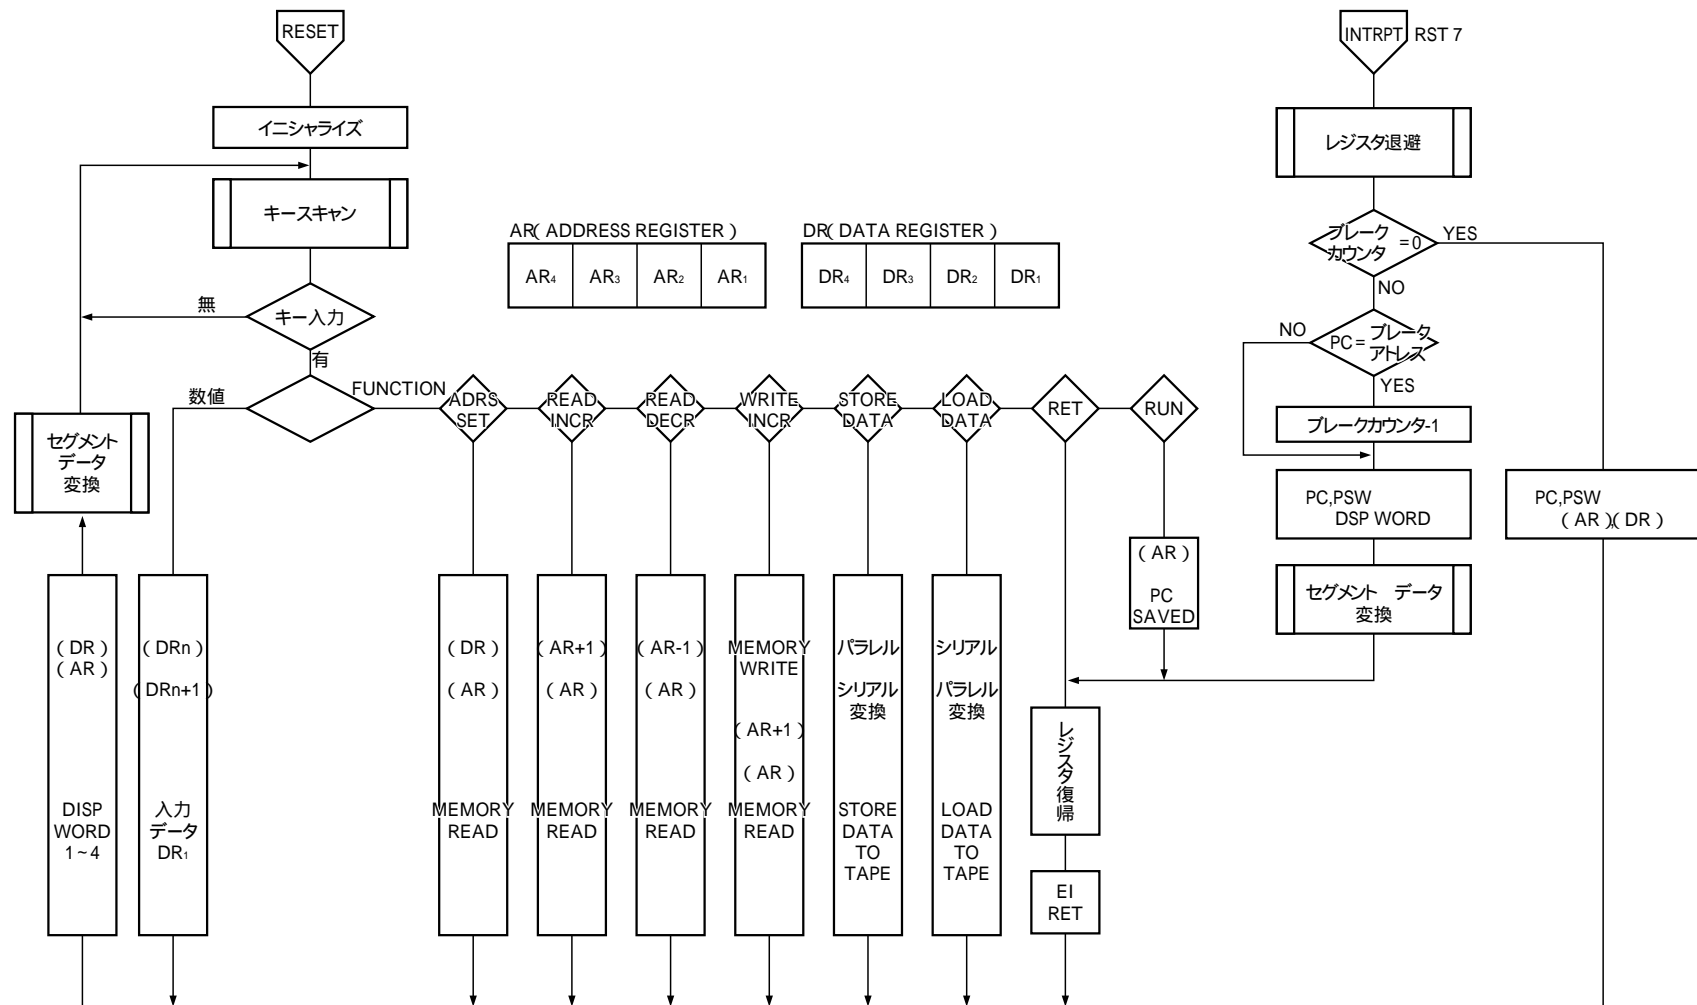 RESET
イニシャライズ
キースキャン
キー入力
無
有
数値
FUNCTION
セグメント
データ
変換
AR( ADDRESS REGISTER )
AR4 AR3 AR2 AR1
DR( DATA REGISTER )
DR4 DR3 DR2 DR1
ADRS
SET
READ
INCR
READ
DECR
WRITE
INCR
STORE
DATA
LOAD
DATA
RET
RUN
( DR )
( AR )
DISP
WORD
1~4
( DRn )
( DRn+1 )
入力
データ
DR1
( DR )
( AR )
MEMORY
READ
( AR+1 )
( AR )
MEMORY
READ
( AR-1 )
( AR )
MEMORY
READ
MEMORY
WRITE
( AR+1 )
( AR )
MEMORY
READ
パラレル
シリアル
変換
STORE
DATA
TO
TAPE
シリアル
パラレル
変換
LOAD
DATA
TO
TAPE
レジスタ復帰
EI
RET
( AR )
PC
SAVED
INTRPT RST 7
レジスタ退避
ブレーク
カウンタ =0
YES
NO
PC= ブレータ
アトレス
NO
YES
ブレークカウンタ-1
PC,PSW
DSP WORD
セグメント データ
変換
PC,PSW
( AR ),( DR )